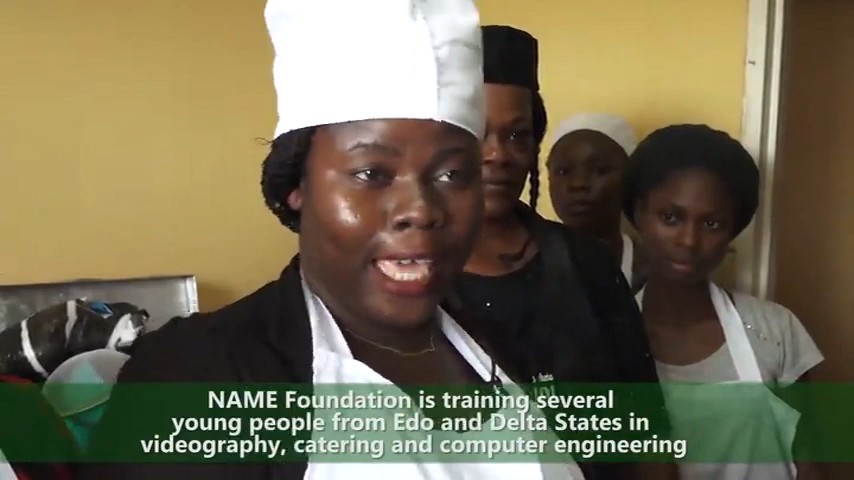 NAME Foundation is training several
young people from Edo and Delta States in
videography, catering and computer engineering